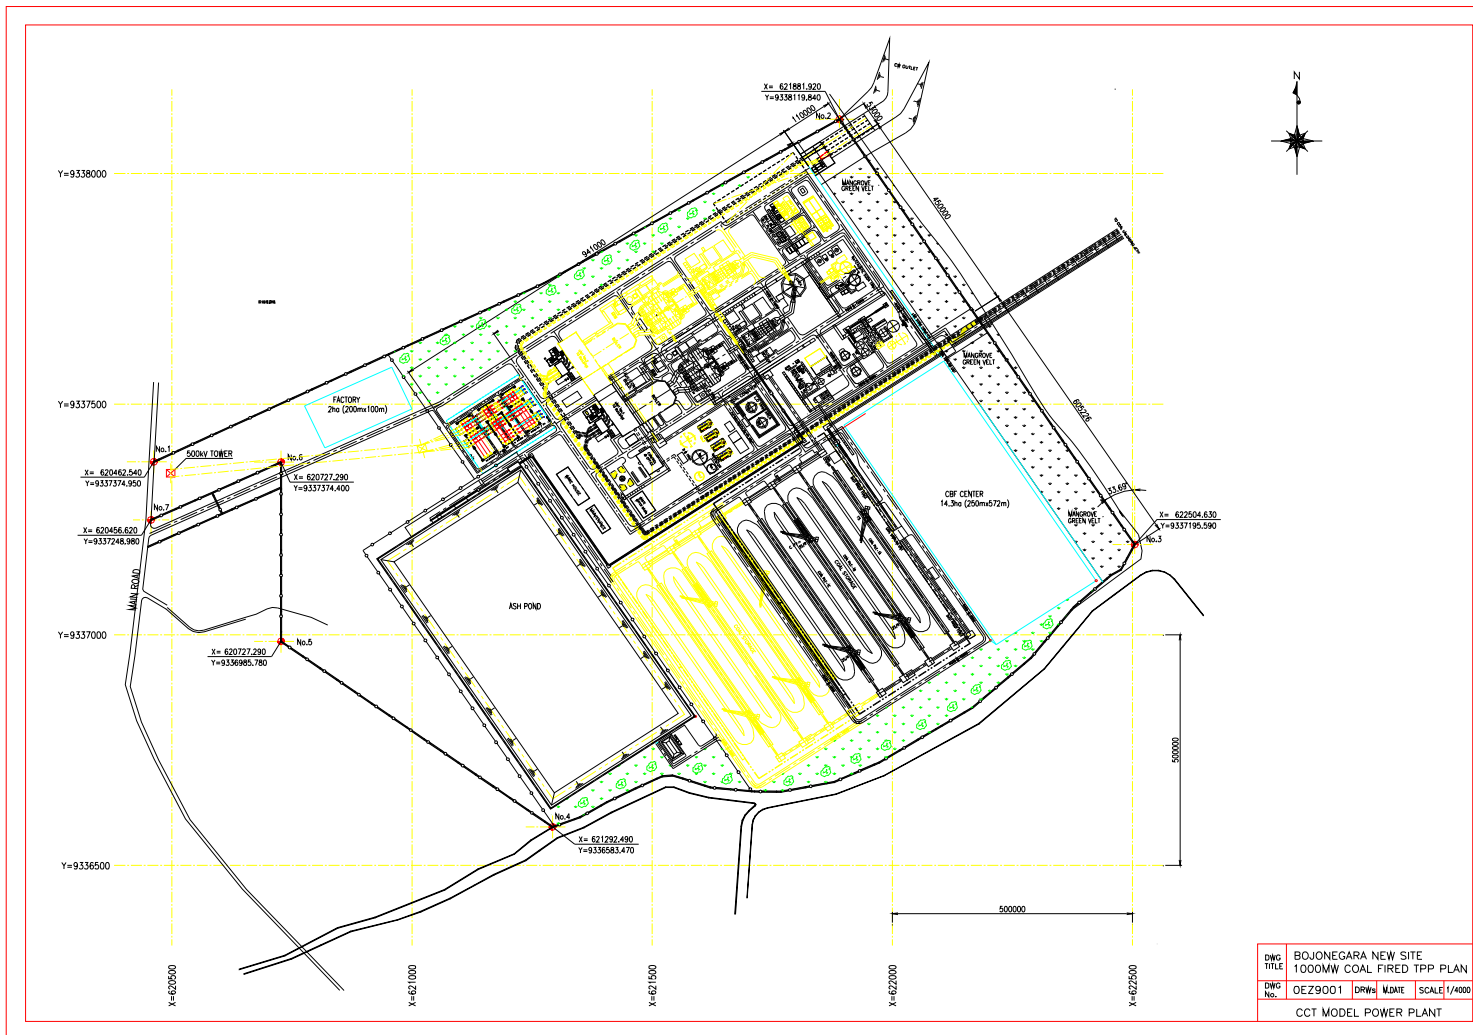 CW OUTLET
X= 621881.920
Y=9338119.840
No.2
110000
53000
N
Y=9338000
MANGROVE
GREEN VELT
450000
941000
Y=9337500
FACTORY
2ha (200mx100m)
MANGROVE
GREEN VELT
605226
No.1
500kV TOWER
No.6
X= 620462.540
Y=9337374.950
X= 620727.290
Y=9337374.400
No.7
X= 620456.620
Y=9337248.980
CBF CENTER
14.3ha (250mx572m)
33.69°
MANGROVE
GREEN VELT
X= 622504.630
Y=9337195.590
No.3
COAL STORAGE
MAIN ROAD
ASH POND
Y=9337000
No.5
X= 620727.290
Y=9336985.780
500000
No.4
X= 621292.490
Y=9336583.470
Y=9336500
500000
X=620500
X=621000
X=621500
X=622000
X=622500
DWG TITLE
BOJONEGARA NEW SITE
1000MW COAL FIRED TPP PLAN
DWG No.
OEZ9001
SCALE 1/4000
CCT MODEL POWER PLANT